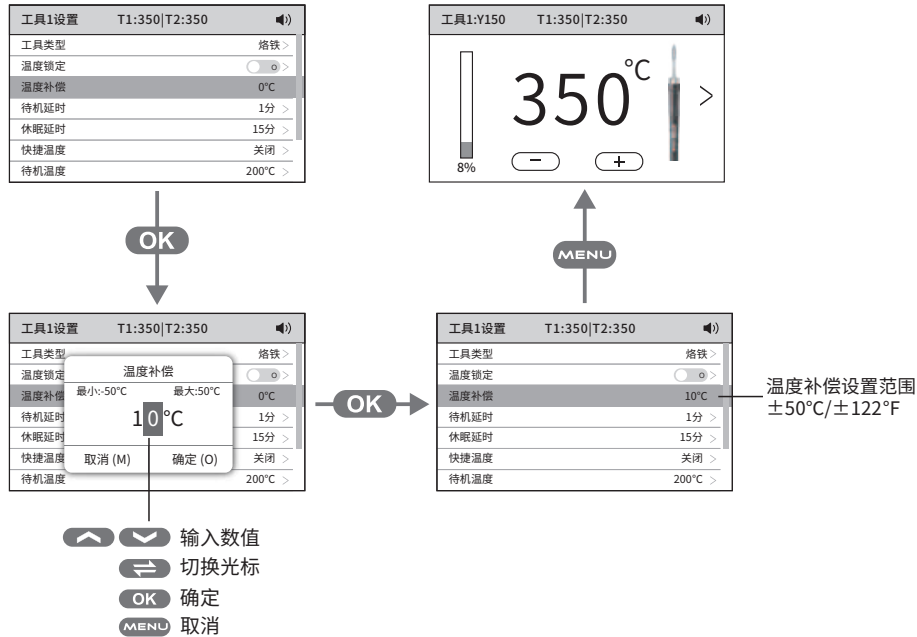 工具1设置 T1:350|T2:350
工具类型 烙铁 >
温度锁定 >
温度补偿 0℃
待机延时 1分 >
休眠延时 15分 >
快捷温度 关闭 >
待机温度 200℃ >
工具1:Y150 T1:350|T2:350
350℃
>
8%
− +
OK
MENU
工具1设置 T1:350|T2:350
工具类型 烙铁 >
温度锁定 >
温度补偿 0℃
待机延时 1分 >
休眠延时 15分 >
快捷温度 关闭 >
待机温度 200℃ >
温度补偿
最小:-50℃ 最大:50℃
10℃
取消 (M) 确定 (O)
OK
工具1设置 T1:350|T2:350
工具类型 烙铁 >
温度锁定 >
温度补偿 10℃
待机延时 1分 >
休眠延时 15分 >
快捷温度 关闭 >
待机温度 200℃ >
温度补偿设置范围
±50℃/±122℉
输入数值
切换光标
OK 确定
MENU 取消